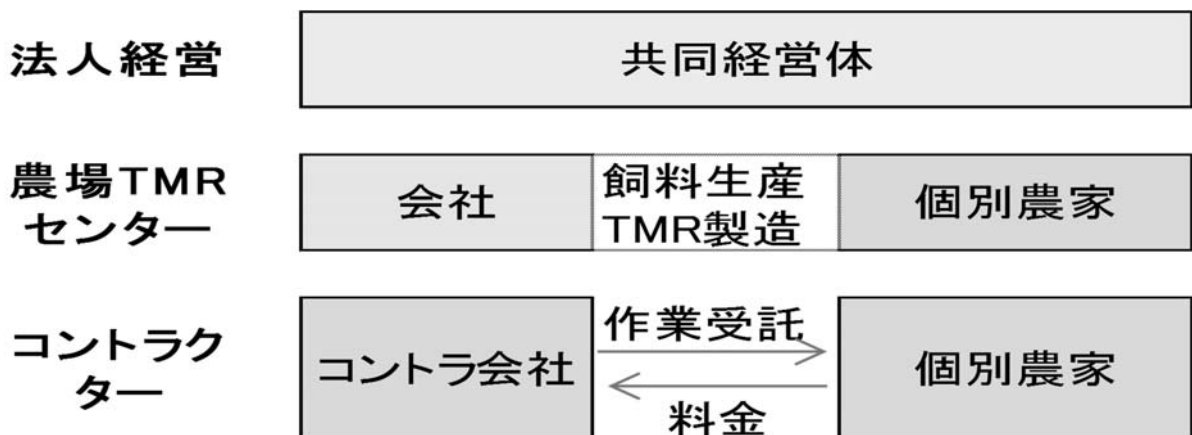 法人経営
共同経営体
農場TMR
センター
会社
飼料生産
TMR製造
個別農家
コントラク
ター
コントラ会社
作業受託
料金
個別農家